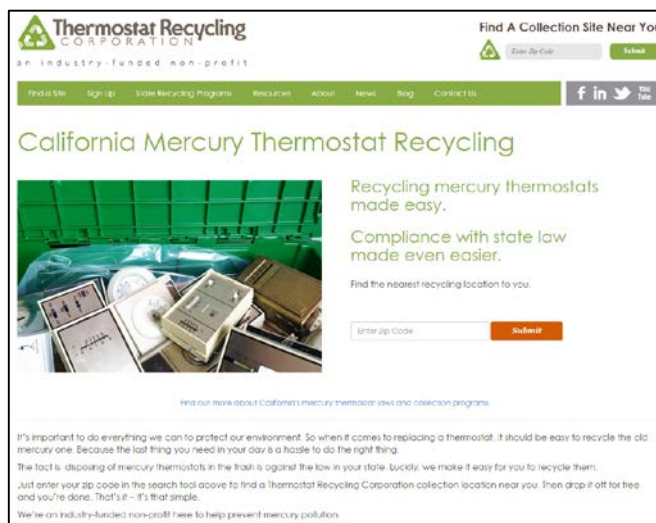 Thermostat Recycling
CORPORATION
an industry-funded non-profit
Find A Collection Site Near You
Enter Zip Code
Submit
Find a Site Sign Up State Recycling Programs Resources About News Blog Contact Us
f in You Tube
California Mercury Thermostat Recycling
Recycling mercury thermostats
made easy.
Compliance with state law
made even easier.
Find the nearest recycling location to you.
Enter Zip Code
Submit
Find out more about California's mercury thermostat laws and collection programs
It's important to do everything we can to protect our environment. So when it comes to replacing a thermostat, it should be easy to recycle the old
mercury one. Because the last thing you need in your day is a hassle to do the right thing.
The fact is, disposing of mercury thermostats in the trash is against the law in your state. Luckily, we make it easy for you to recycle them.
Just enter your zip code in the search tool above to find a Thermostat Recycling Corporation collection location near you. Then drop it off for free
and you're done. That's it – it's that simple.
We're an industry-funded non-profit here to help prevent mercury pollution.